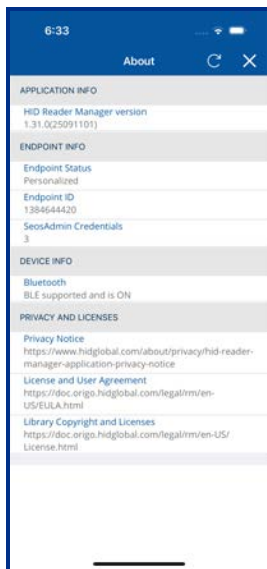 6:33
About
APPLICATION INFO
HID Reader Manager version
1.31.0(25091101)
ENDPOINT INFO
Endpoint Status
Personalized
Endpoint ID
1384644420
SeosAdmin Credentials
3
DEVICE INFO
Bluetooth
BLE supported and is ON
PRIVACY AND LICENSES
Privacy Notice
https://www.hidglobal.com/about/privacy/hid-reader-
manager-application-privacy-notice
License and User Agreement
https://doc.origo.hidglobal.com/legal/rm/en-
US/EULA.html
Library Copyright and Licenses
https://doc.origo.hidglobal.com/legal/rm/en-US/
License.html